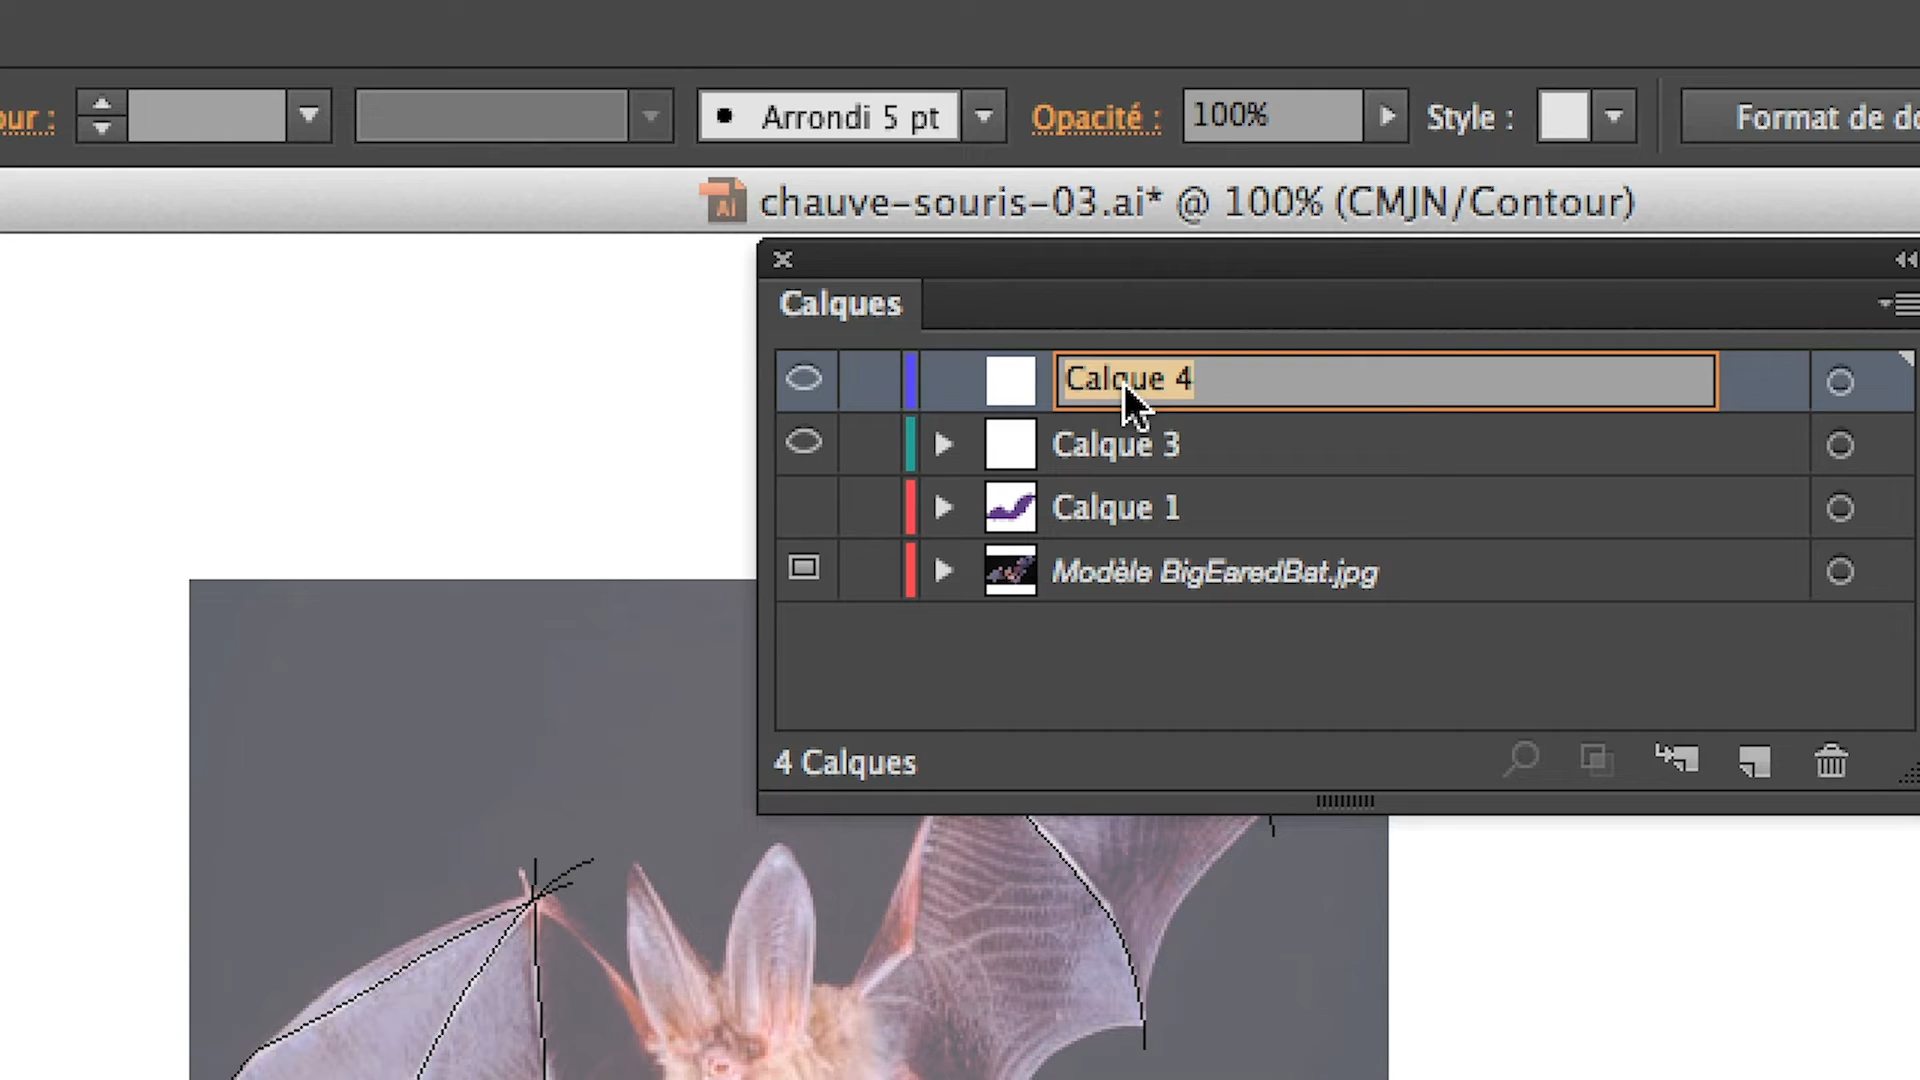 our :
Arrondi 5 pt
Opacité :
100%
Style :
Format de do
Ai
chauve-souris-03.ai* @ 100% (CMJN/Contour)
Calques
Calque 4
Calque 3
Calque 1
Modèle BigEaredBat.jpg
4 Calques